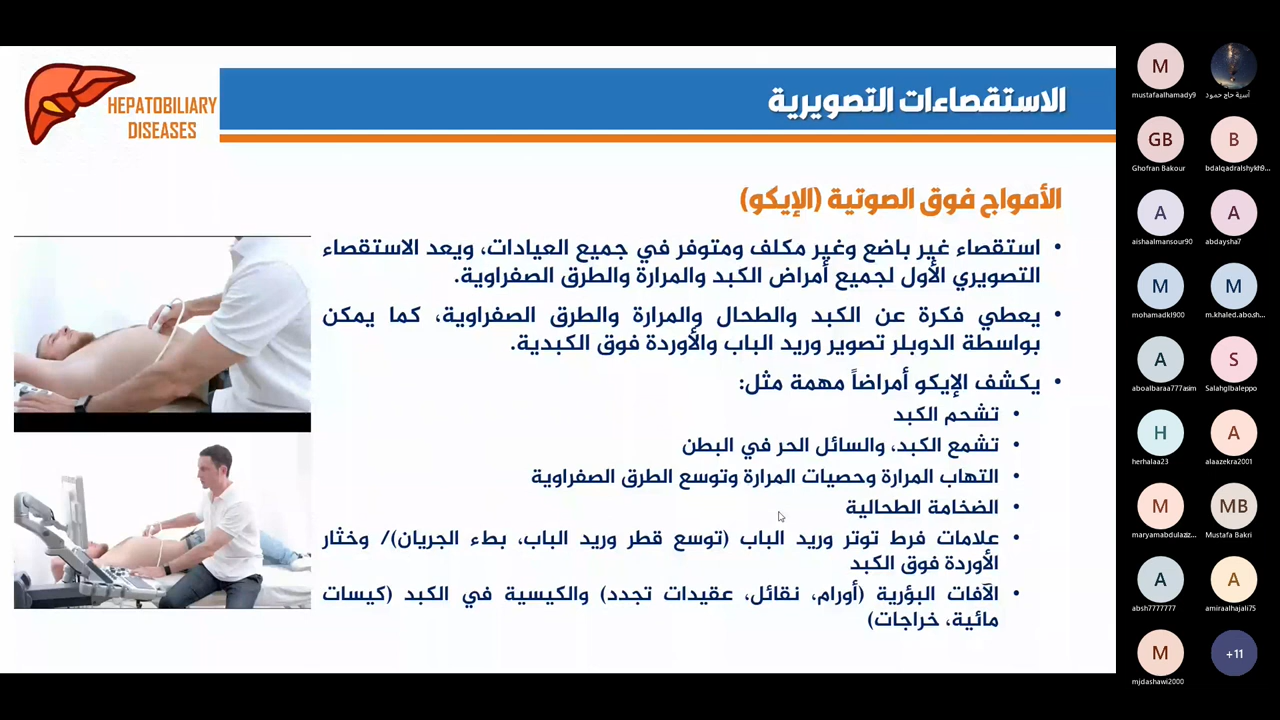 HEPATOBILIARY
DISEASES
الاستقصاءات التصويرية
الأمواج فوق الصوتية (الإيكو)
• استقصاء غير باضع وغير مكلف ومتوفر في جميع العيادات، ويعد الاستقصاء
التصويري الأول لجميع أمراض الكبد والمرارة والطرق الصفراوية.
• يعطي فكرة عن الكبد والطحال والمرارة والطرق الصفراوية، كما يمكن
بواسطة الدوبلر تصوير وريد الباب والأوردة فوق الكبدية.
• يكشف الإيكو أمراضاً مهمة مثل:
• تشحم الكبد
• تشمع الكبد، والسائل الحر في البطن
• التهاب المرارة وحصيات المرارة وتوسع الطرق الصفراوية
• الضخامة الطحالية
• علامات فرط توتر وريد الباب (توسع قطر وريد الباب، بطء الجريان)/ وخثار
الأوردة فوق الكبد
• الآفات البؤرية (أورام، نقائل، عقيدات تجدد) والكيسية في الكبد (كيسات
مائية، خراجات)
M
mustafaalhamady9
آسية حاج حمود
GB
Ghofran Bakour
B
bdalqadralshykh9...
A
aishaalmansour90
A
abdaysha7
M
mohamadkl900
M
m.khaled.abo.sh...
A
aboalbaraa777asim
S
Salahglbaleppo
H
herhalaa23
A
alaazekra2001
M
maryamabdulaziz...
MB
Mustafa Bakri
A
absh7777777
A
amiraalhajali75
M
mjdashawi2000
+11